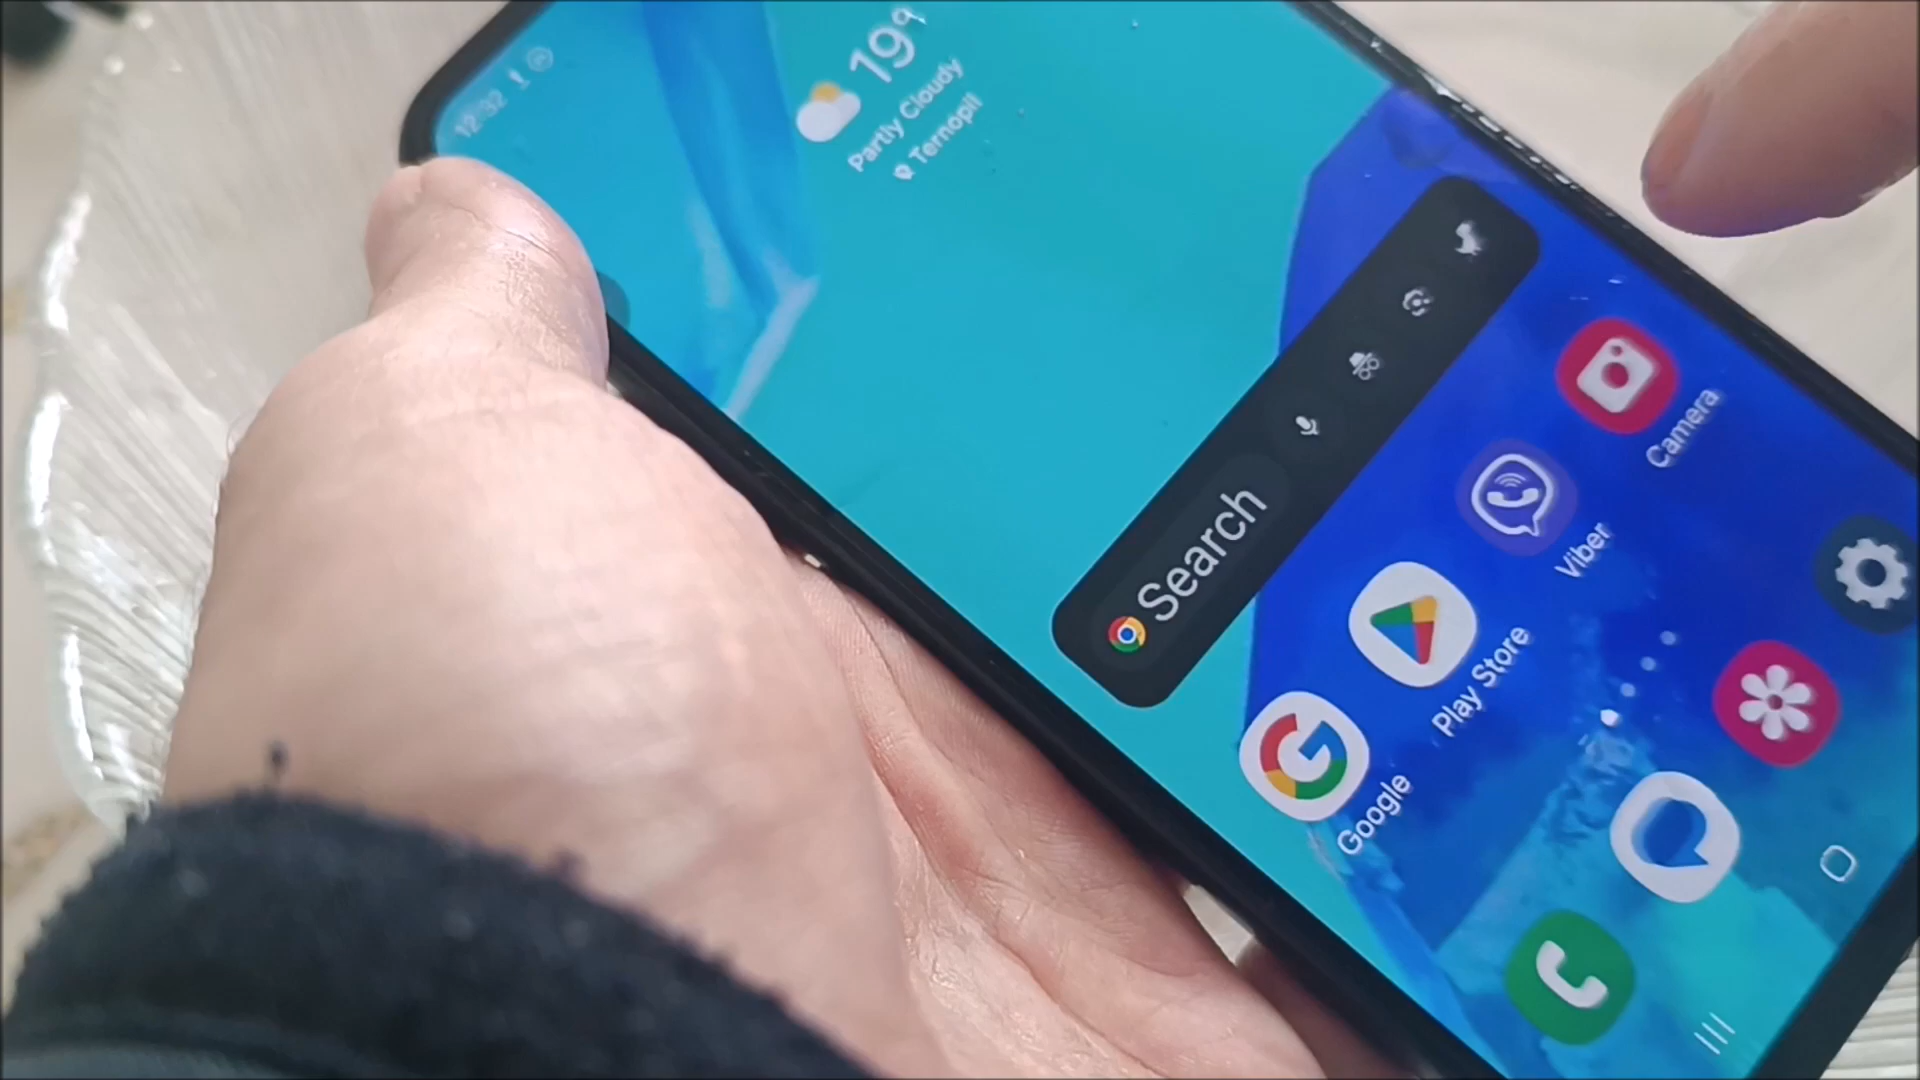 12:32
19°
Partly Cloudy
Ternopil
Search
Google
Play Store
Viber
Camera